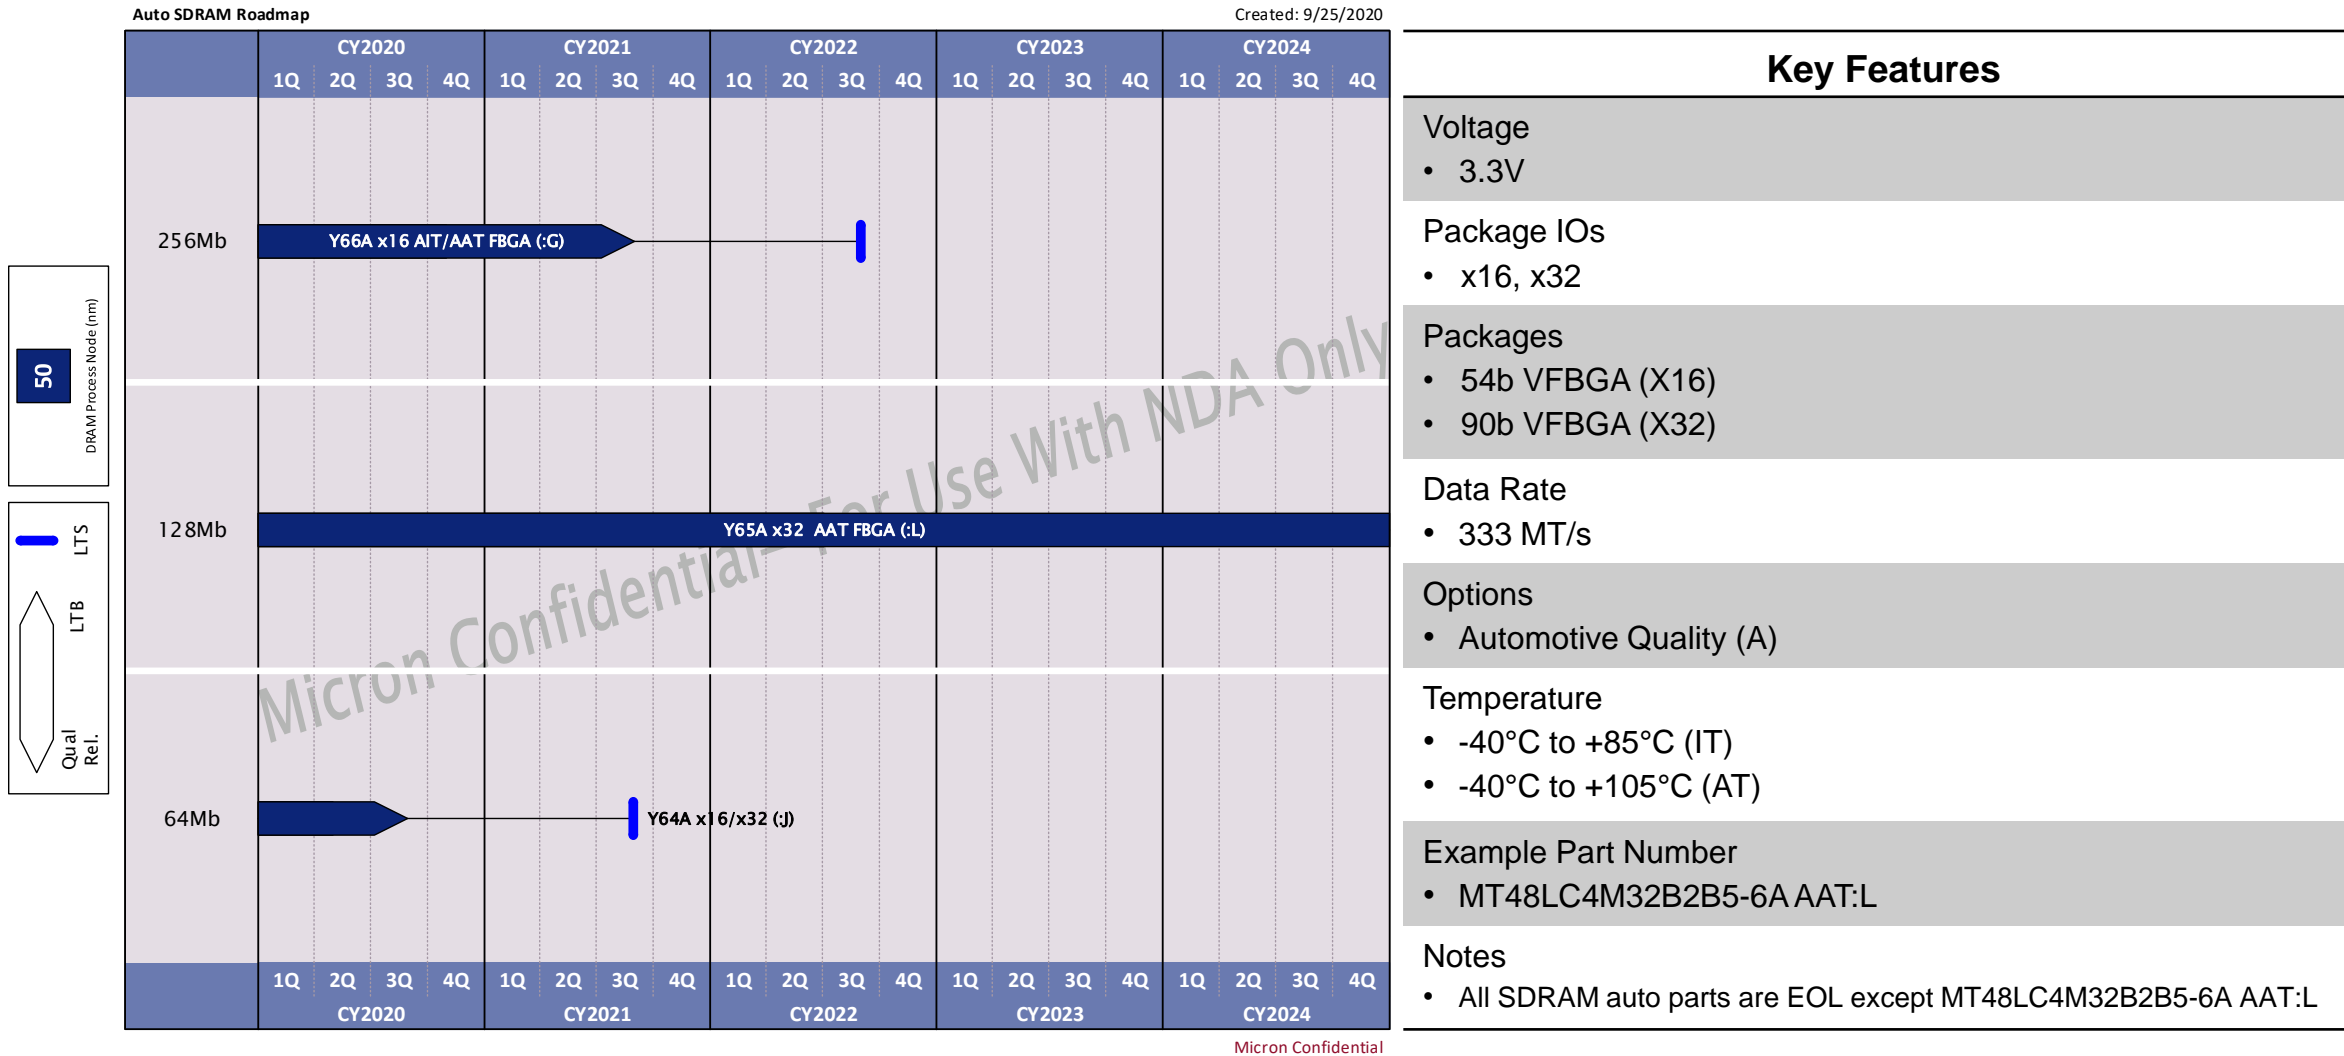 Auto SDRAM Roadmap
Created: 9/25/2020
CY2020 CY2021 CY2022 CY2023 CY2024
1Q 2Q 3Q 4Q 1Q 2Q 3Q 4Q 1Q 2Q 3Q 4Q 1Q 2Q 3Q 4Q 1Q 2Q 3Q 4Q
256Mb
Y66A x16 AIT/AAT FBGA (:G)
128Mb
Y65A x32 AAT FBGA (:L)
64Mb
Y64A x16/x32 (:J)
1Q 2Q 3Q 4Q 1Q 2Q 3Q 4Q 1Q 2Q 3Q 4Q 1Q 2Q 3Q 4Q 1Q 2Q 3Q 4Q
CY2020 CY2021 CY2022 CY2023 CY2024
Micron Confidential
Micron Confidential– For Use With NDA Only
50
DRAM Process Node (nm)
LTS
LTB
Qual
Rel.
Key Features
Voltage
• 3.3V
Package IOs
• x16, x32
Packages
• 54b VFBGA (X16)
• 90b VFBGA (X32)
Data Rate
• 333 MT/s
Options
• Automotive Quality (A)
Temperature
• -40°C to +85°C (IT)
• -40°C to +105°C (AT)
Example Part Number
• MT48LC4M32B2B5-6A AAT:L
Notes
• All SDRAM auto parts are EOL except MT48LC4M32B2B5-6A AAT:L